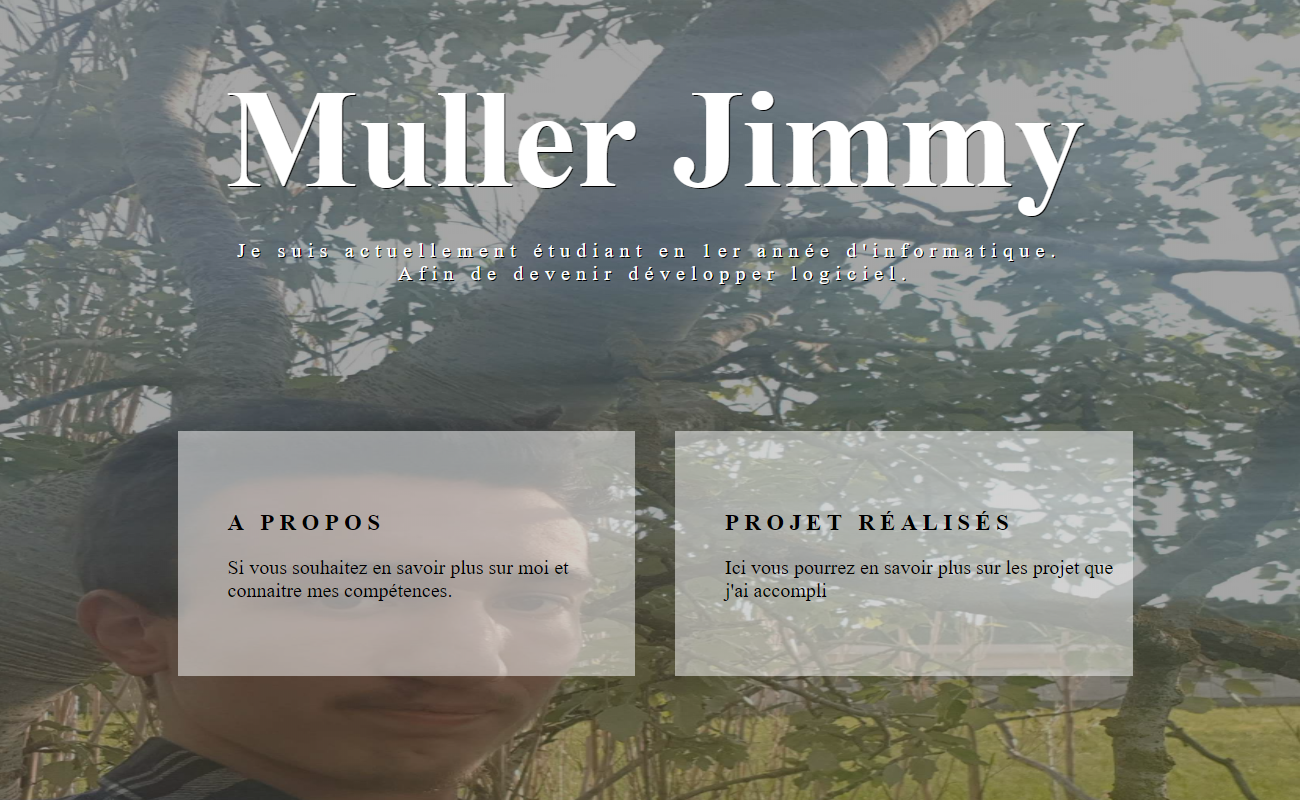 Muller Jimmy
Je suis actuellement étudiant en 1er année d'informatique.
Afin de devenir développer logiciel.
A PROPOS
Si vous souhaitez en savoir plus sur moi et
connaitre mes compétences.
PROJET RÉALISÉS
Ici vous pourrez en savoir plus sur les projet que
j'ai accompli